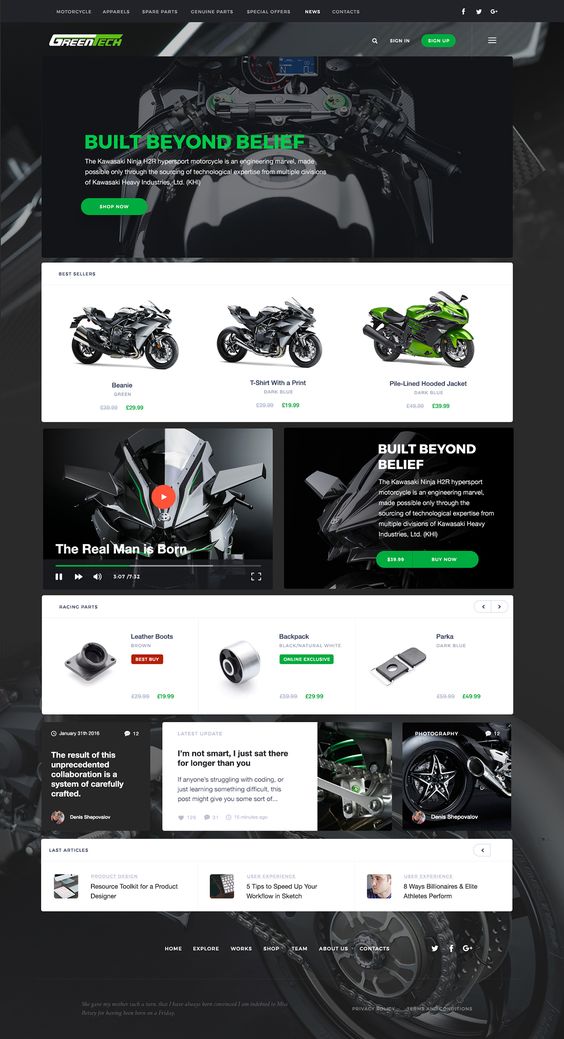 MOTORCYCLE APPARELS SPARE PARTS GENUINE PARTS SPECIAL OFFERS NEWS CONTACTS
GREENTECH
SIGN IN SIGN UP
BUILT BEYOND BELIEF
The Kawasaki Ninja H2R hypersport motorcycle is an engineering marvel, made
possible only through the sourcing of technological expertise from multiple divisions
of Kawasaki Heavy Industries, Ltd. (KHI)
SHOP NOW
BEST SELLERS
Beanie
GREEN
£39.99 £29.99
T-Shirt With a Print
DARK BLUE
£29.99 £19.99
Pile-Lined Hooded Jacket
DARK BLUE
£49.99 £39.99
The Real Man is Born
3:07 /7:32
BUILT BEYOND
BELIEF
The Kawasaki Ninja H2R hypersport
motorcycle is an engineering marvel,
made possible only through the
sourcing of technological expertise from
multiple divisions of Kawasaki Heavy
Industries, Ltd. (KHI)
$39.99 BUY NOW
RACING PARTS
Leather Boots
BROWN
BEST BUY
£29.99 £19.99
Backpack
BLACK/NATURAL WHITE
ONLINE EXCLUSIVE
£39.99 £29.99
Parka
DARK BLUE
£59.99 £49.99
January 31th 2016 12
The result of this
unprecedented
collaboration is a
system of carefully
crafted.
Denis Shepovalov
LATEST UPDATE
I'm not smart, I just sat there
for longer than you
If anyone's struggling with coding, or
just learning something difficult, this
post might give you some sort of...
126 31 15 minutes ago
PHOTOGRAPHY 12
Denis Shepovalov
LAST ARTICLES
PRODUCT DESIGN
Resource Toolkit for a Product
Designer
UBER EXPERIENCE
5 Tips to Speed Up Your
Workflow in Sketch
UBER EXPERIENCE
8 Ways Billionaires & Elite
Athletes Perform
HOME EXPLORE WORKS SHOP TEAM ABOUT US CONTACTS
She gave my mother such a turn, that I have always been convinced I am indebted to Miss
Betsey for having been born on a Friday.
PRIVACY POLICY TERMS AND CONDITIONS